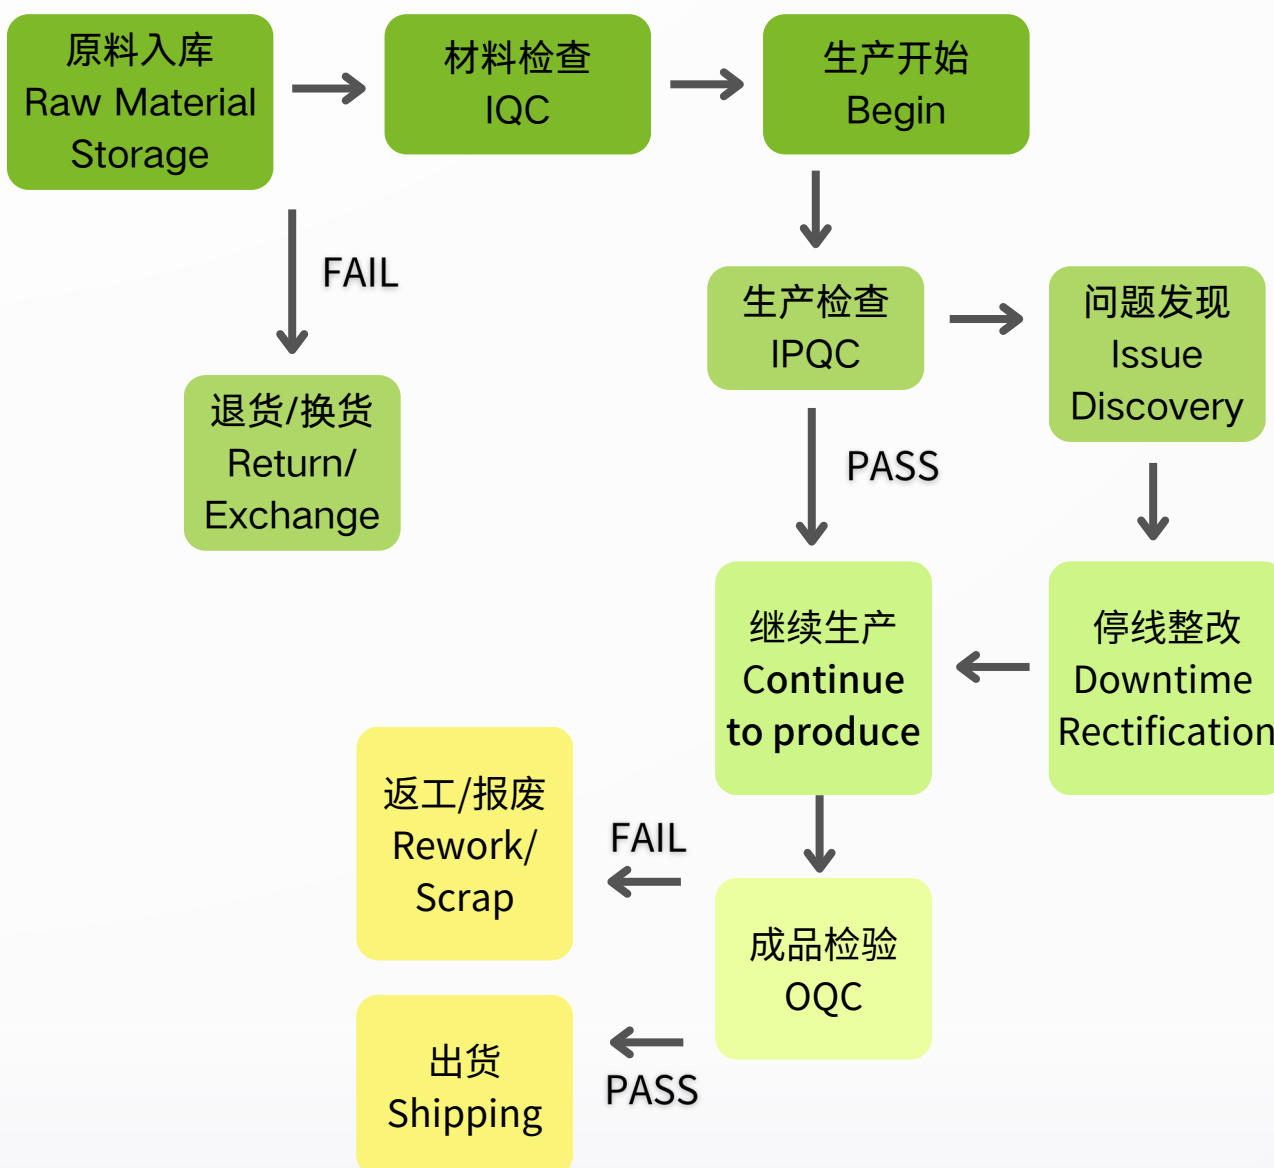 原料入库
Raw Material
Storage
材料检查
IQC
生产开始
Begin
FAIL
退货/换货
Return/
Exchange
生产检查
IPQC
问题发现
Issue
Discovery
PASS
继续生产
Continue
to produce
停线整改
Downtime
Rectification
返工/报废
Rework/
Scrap
FAIL
成品检验
OQC
出货
Shipping
PASS